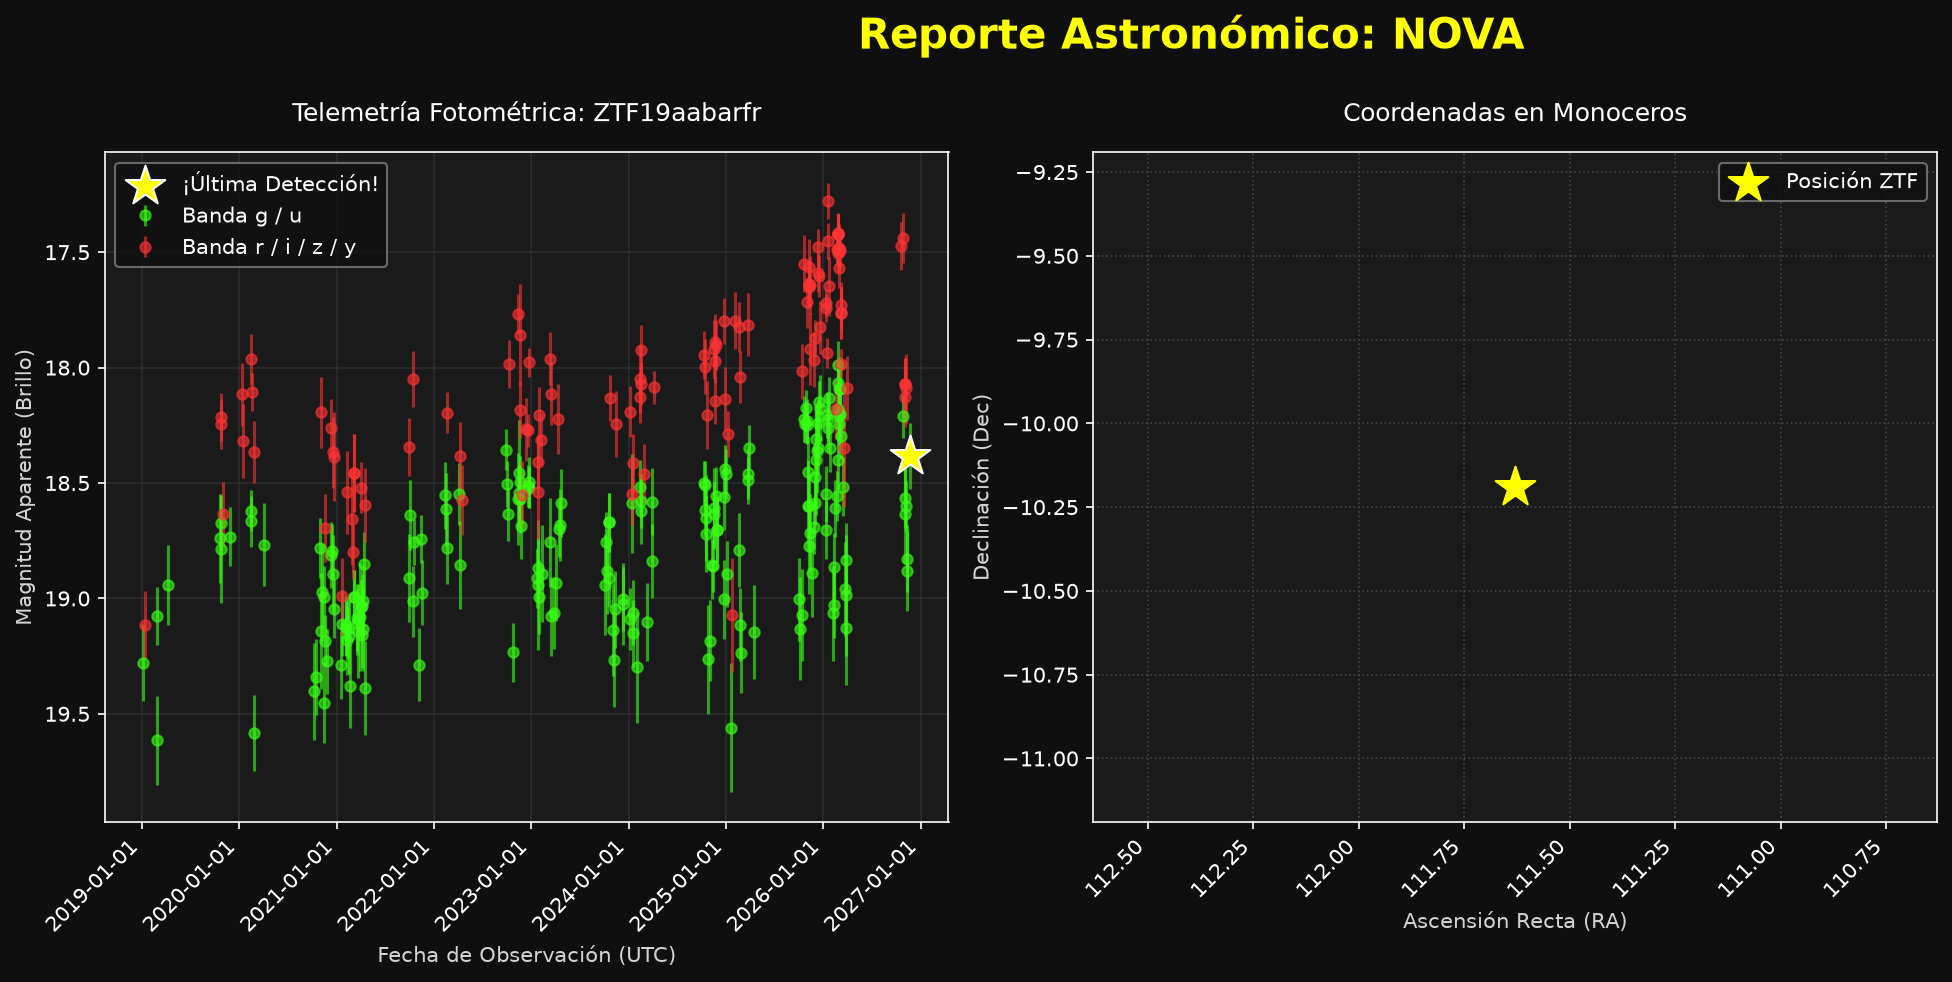 Reporte Astronómico: NOVA
Telemetría Fotométrica: ZTF19aabarfr
¡Última Detección!
Banda g / u
Banda r / i / z / y
Magnitud Aparente (Brillo)
17.5
18.0
18.5
19.0
19.5
2019-01-01
2020-01-01
2021-01-01
2022-01-01
2023-01-01
2024-01-01
2025-01-01
2026-01-01
2027-01-01
Fecha de Observación (UTC)
Coordenadas en Monoceros
Posición ZTF
Declinación (Dec)
−9.25
−9.50
−9.75
−10.00
−10.25
−10.50
−10.75
−11.00
112.50
112.25
112.00
111.75
111.50
111.25
111.00
110.75
Ascensión Recta (RA)